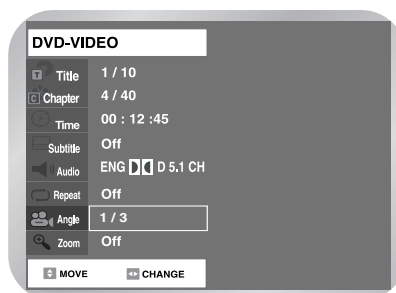 DVD-VIDEO
T Title 1 / 10
C Chapter 4 / 40
Time 00 : 12 :45
Subtitle Off
Audio ENG D 5.1 CH
Repeat Off
Angle 1 / 3
Zoom Off
MOVE CHANGE